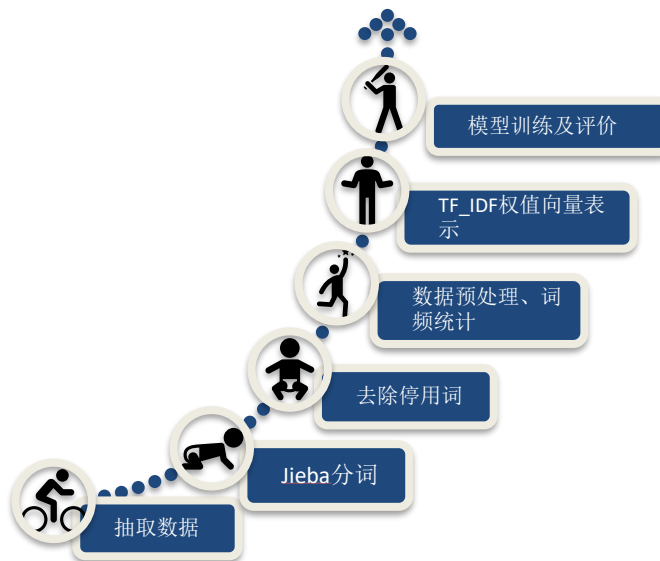 模型训练及评价
TF_IDF权值向量表
示
数据预处理、词
频统计
去除停用词
Jieba分词
抽取数据